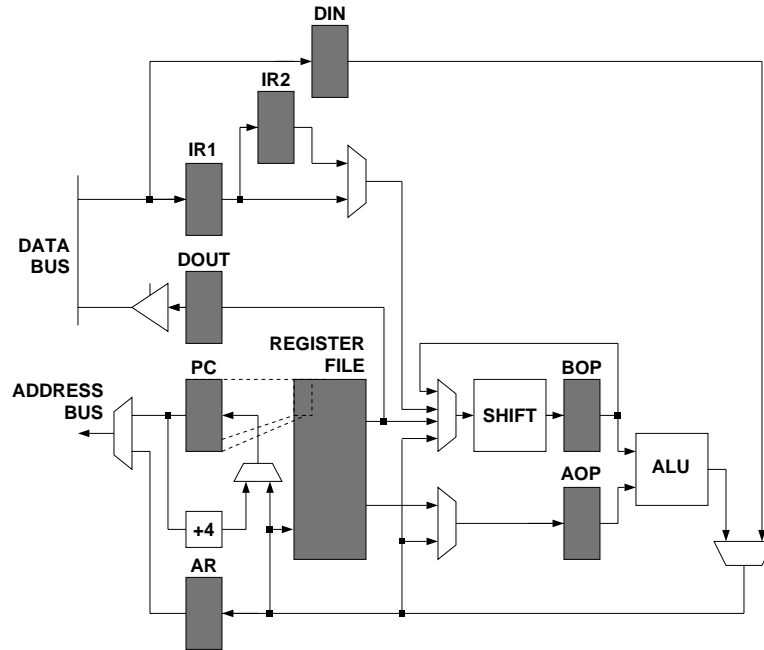 DIN
IR2
IR1
DATA
BUS
DOUT
REGISTER
FILE
PC
BOP
ADDRESS
BUS
SHIFT
ALU
AOP
+4
AR